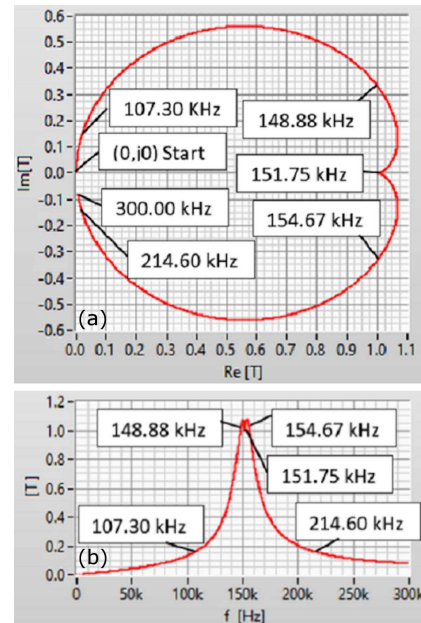 0.6
0.5
0.4
0.3
0.2
0.1
0.0
-0.1
-0.2
-0.3
-0.4
-0.5
-0.6
Im[T]
107.30 KHz
148.88 kHz
(0,j0) Start
151.75 kHz
300.00 kHz
154.67 kHz
214.60 kHz
(a)
0.0 0.1 0.2 0.3 0.4 0.5 0.6 0.7 0.8 0.9 1.0 1.1
Re [T]
1.2
1.0
0.8
0.6
0.4
0.2
0.0
[T]
148.88 kHz
154.67 kHz
151.75 kHz
107.30 kHz
214.60 kHz
(b)
0 50k 100k 150k 200k 250k 300k
f [Hz]